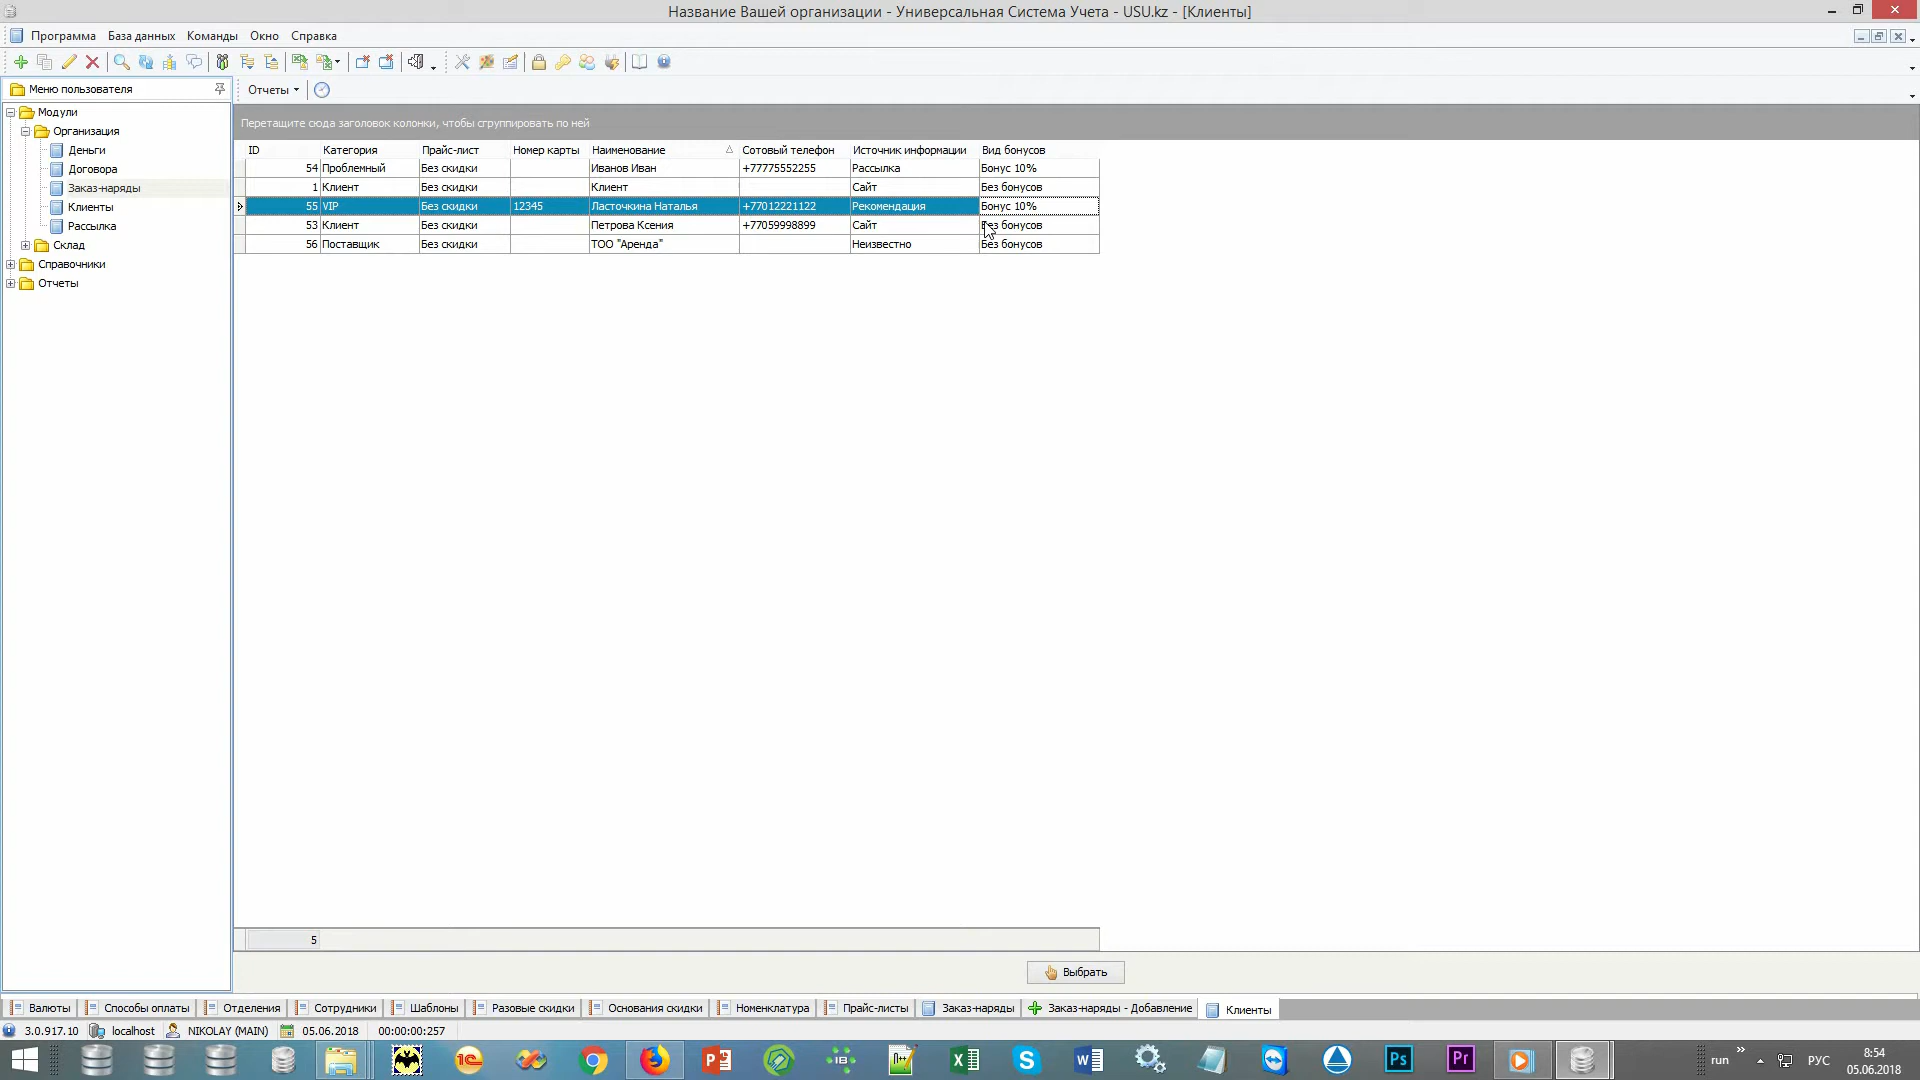 Название Вашей организации - Универсальная Система Учета - USU.kz - [Клиенты]
Программа База данных Команды Окно Справка
Меню пользователя
Отчеты
Модули
Организация
Деньги
Договора
Заказ-наряды
Клиенты
Рассылка
Склад
Справочники
Отчеты
Перетащите сюда заголовок колонки, чтобы сгруппировать по ней
ID Категория Прайс-лист Номер карты Наименование Сотовый телефон Источник информации Вид бонусов
54 Проблемный Без скидки Иванов Иван +77775552255 Рассылка Бонус 10%
1 Клиент Без скидки Клиент Сайт Без бонусов
55 VIP Без скидки 12345 Ласточкина Наталья +77012221122 Рекомендация Бонус 10%
53 Клиент Без скидки Петрова Ксения +77059998899 Сайт Без бонусов
56 Поставщик Без скидки ТОО "Аренда" Неизвестно Без бонусов
5
Выбрать
Валюты Способы оплаты Отделения Сотрудники Шаблоны Разовые скидки Основания скидки Номенклатура Прайс-листы Заказ-наряды Заказ-наряды - Добавление Клиенты
3.0.917.10 localhost NIKOLAY (MAIN) 05.06.2018 00:00:00:257
run » РУС 8:54
05.06.2018